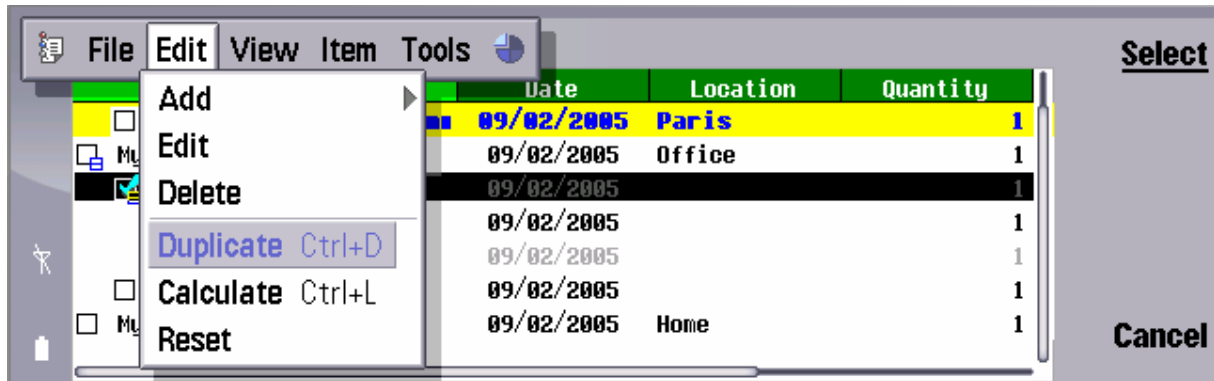 File Edit View Item Tools
Select
Date Location Quantity
Add
09/02/2005 Paris 1
Edit
My 09/02/2005 Office 1
Delete
09/02/2005 1
09/02/2005 1
Duplicate Ctrl+D
09/02/2005 1
Calculate Ctrl+L
09/02/2005 1
My 09/02/2005 Home 1
Reset
Cancel